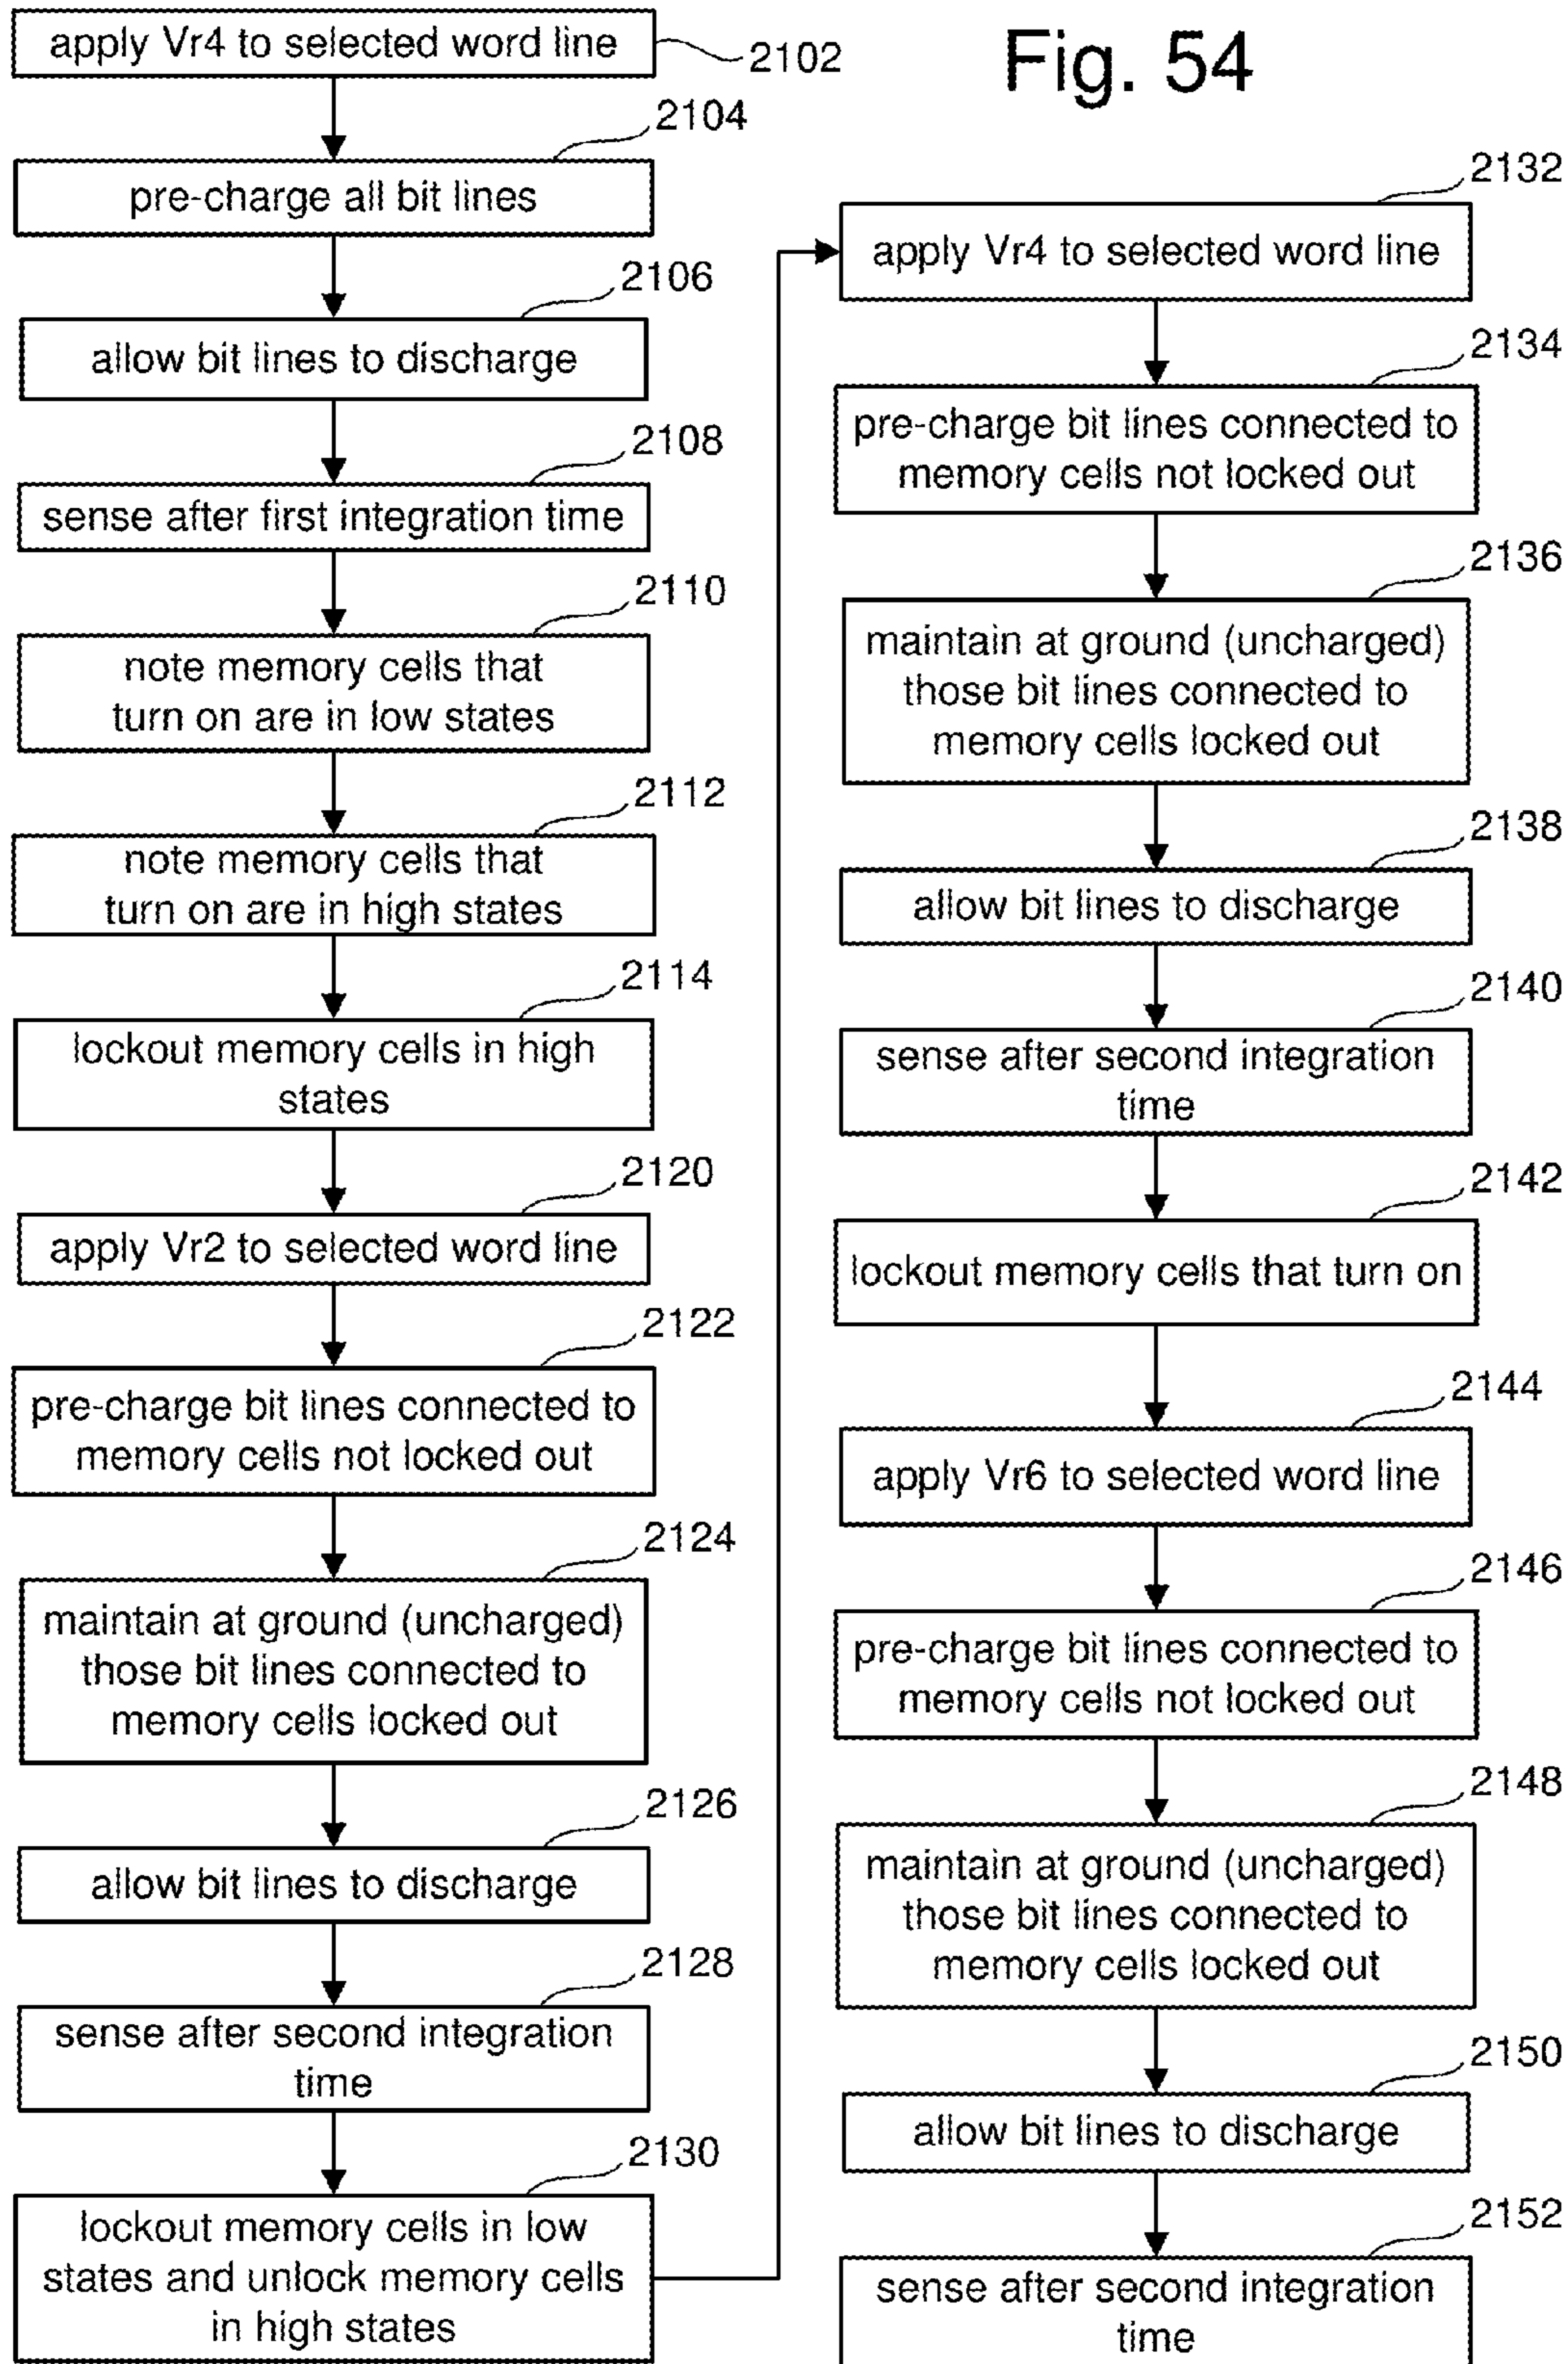 Fig. 54
apply Vr4 to selected word line
2102
2104
pre-charge all bit lines
2106
allow bit lines to discharge
2108
sense after first integration time
2110
note memory cells that
turn on are in low states
2112
note memory cells that
turn on are in high states
2114
lockout memory cells in high
states
2120
apply Vr2 to selected word line
2122
pre-charge bit lines connected to
memory cells not locked out
2124
maintain at ground (uncharged)
those bit lines connected to
memory cells locked out
2126
allow bit lines to discharge
2128
sense after second integration
time
2130
lockout memory cells in low
states and unlock memory cells
in high states
2132
apply Vr4 to selected word line
2134
pre-charge bit lines connected to
memory cells not locked out
2136
maintain at ground (uncharged)
those bit lines connected to
memory cells locked out
2138
allow bit lines to discharge
2140
sense after second integration
time
2142
lockout memory cells that turn on
2144
apply Vr6 to selected word line
2146
pre-charge bit lines connected to
memory cells not locked out
2148
maintain at ground (uncharged)
those bit lines connected to
memory cells locked out
2150
allow bit lines to discharge
2152
sense after second integration
time